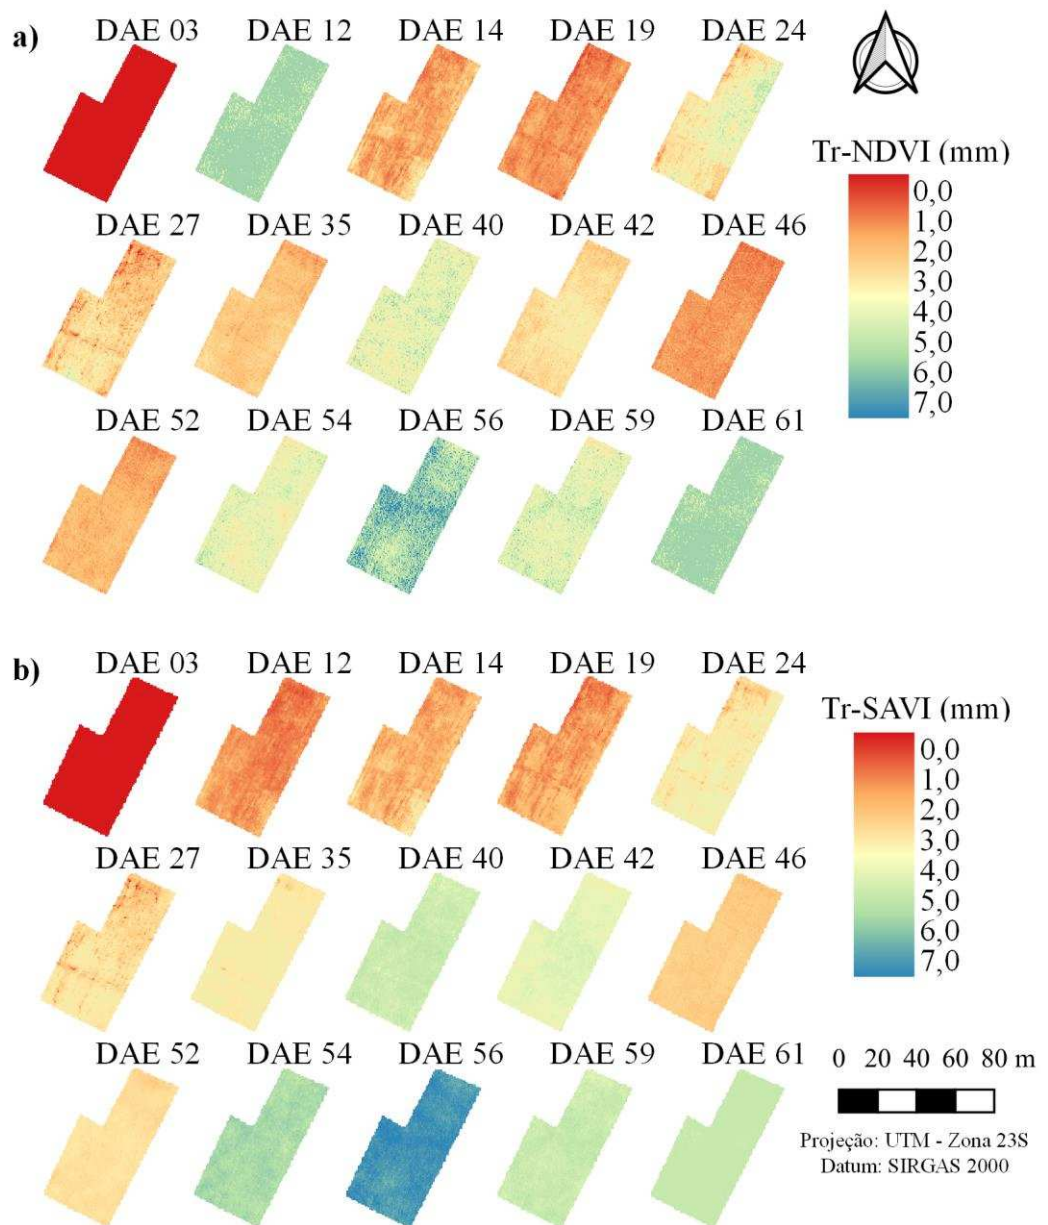 a)
DAE 03 DAE 12 DAE 14 DAE 19 DAE 24
Tr-NDVI (mm)
0,0
1,0
2,0
3,0
4,0
5,0
6,0
7,0
DAE 27 DAE 35 DAE 40 DAE 42 DAE 46
DAE 52 DAE 54 DAE 56 DAE 59 DAE 61
b)
DAE 03 DAE 12 DAE 14 DAE 19 DAE 24
Tr-SAVI (mm)
0,0
1,0
2,0
3,0
4,0
5,0
6,0
7,0
DAE 27 DAE 35 DAE 40 DAE 42 DAE 46
DAE 52 DAE 54 DAE 56 DAE 59 DAE 61
0 20 40 60 80 m
Projeção: UTM - Zona 23S
Datum: SIRGAS 2000